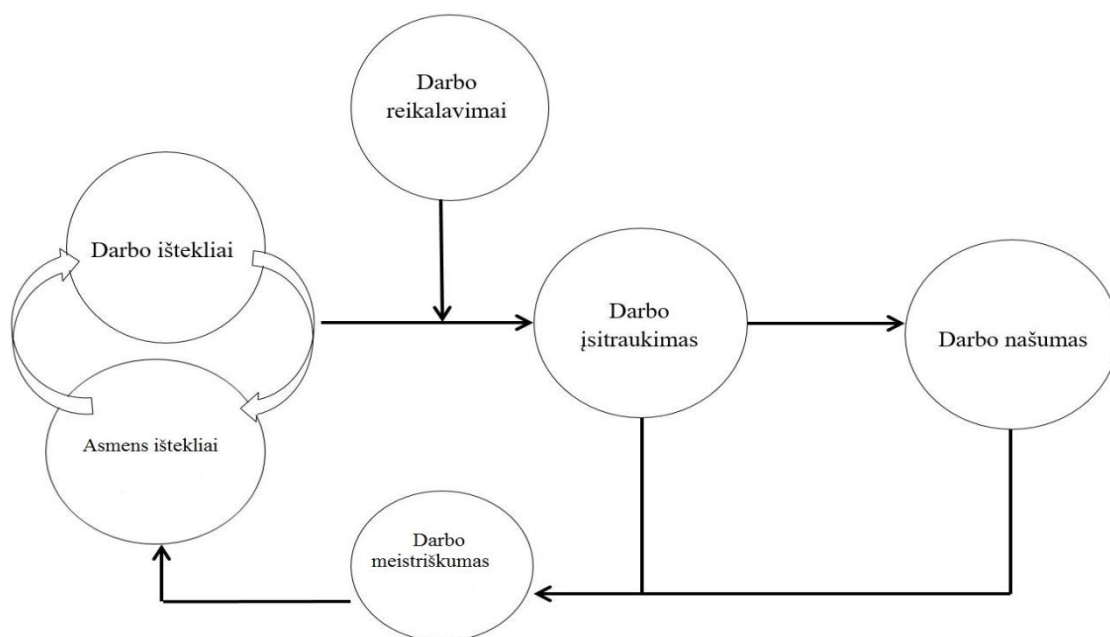 Darbo
reikalavimai
Darbo ištekliai
Darbo
įsitraukimas
Darbo našumas
Asmens ištekliai
Darbo
meistriškumas